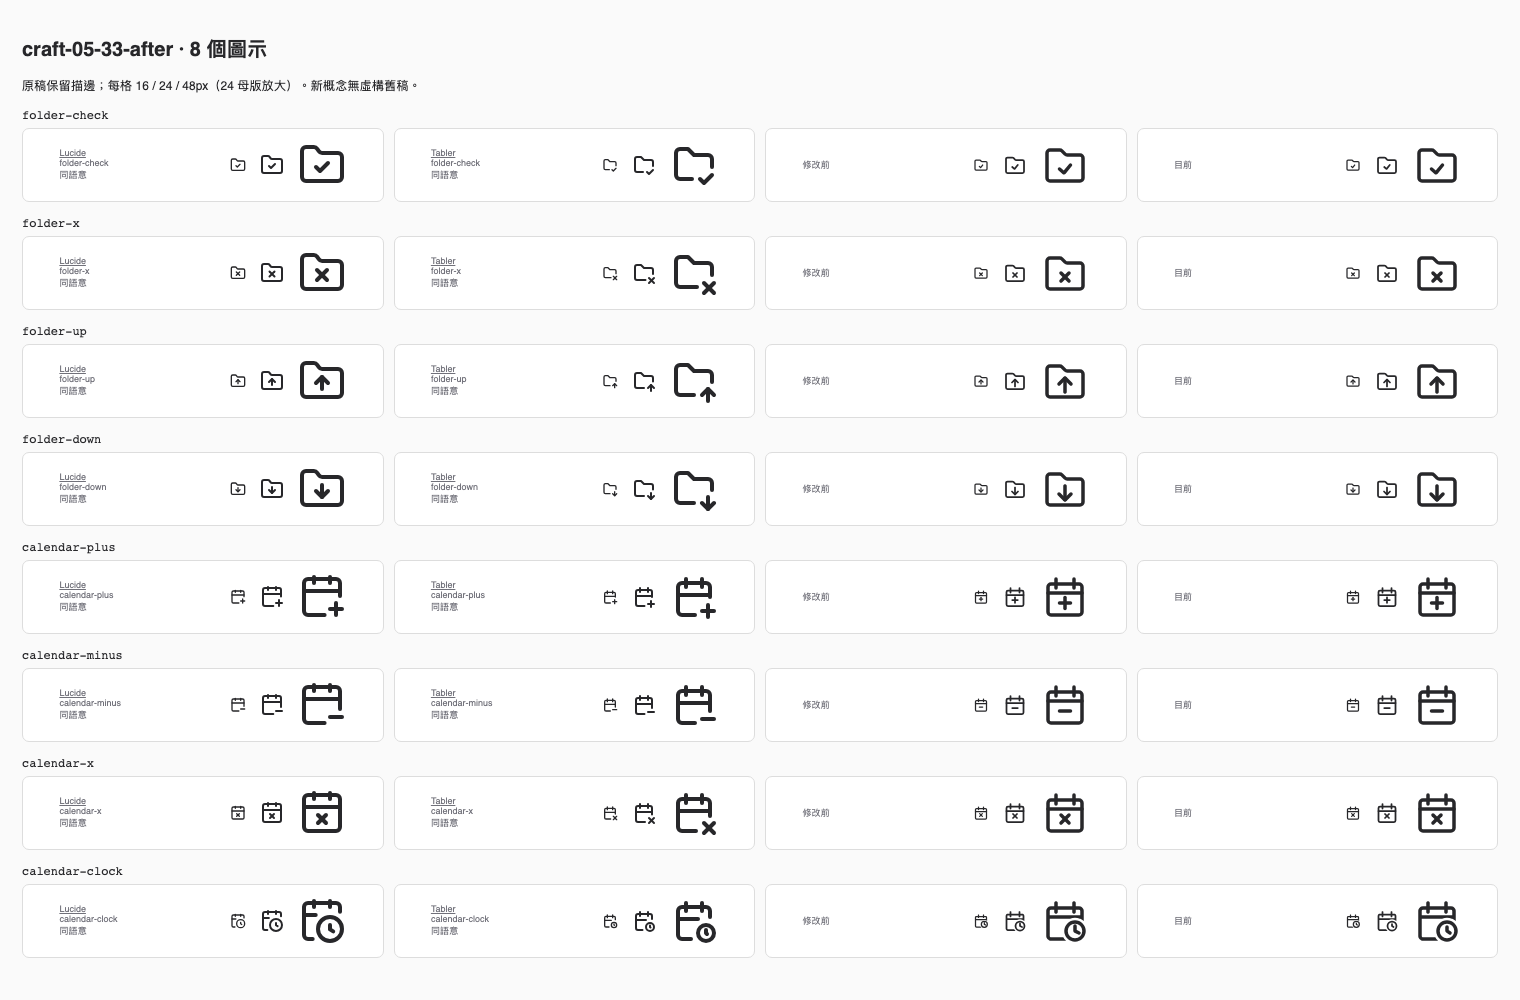 craft-05-33-after · 8 個圖示
原稿保留描邊；每格 16 / 24 / 48px（24 母版放大）。新概念無虛構舊稿。
folder-check
Lucide
folder-check
同語意
Tabler
folder-check
同語意
修改前
目前
folder-x
Lucide
folder-x
同語意
Tabler
folder-x
同語意
修改前
目前
folder-up
Lucide
folder-up
同語意
Tabler
folder-up
同語意
修改前
目前
folder-down
Lucide
folder-down
同語意
Tabler
folder-down
同語意
修改前
目前
calendar-plus
Lucide
calendar-plus
同語意
Tabler
calendar-plus
同語意
修改前
目前
calendar-minus
Lucide
calendar-minus
同語意
Tabler
calendar-minus
同語意
修改前
目前
calendar-x
Lucide
calendar-x
同語意
Tabler
calendar-x
同語意
修改前
目前
calendar-clock
Lucide
calendar-clock
同語意
Tabler
calendar-clock
同語意
修改前
目前